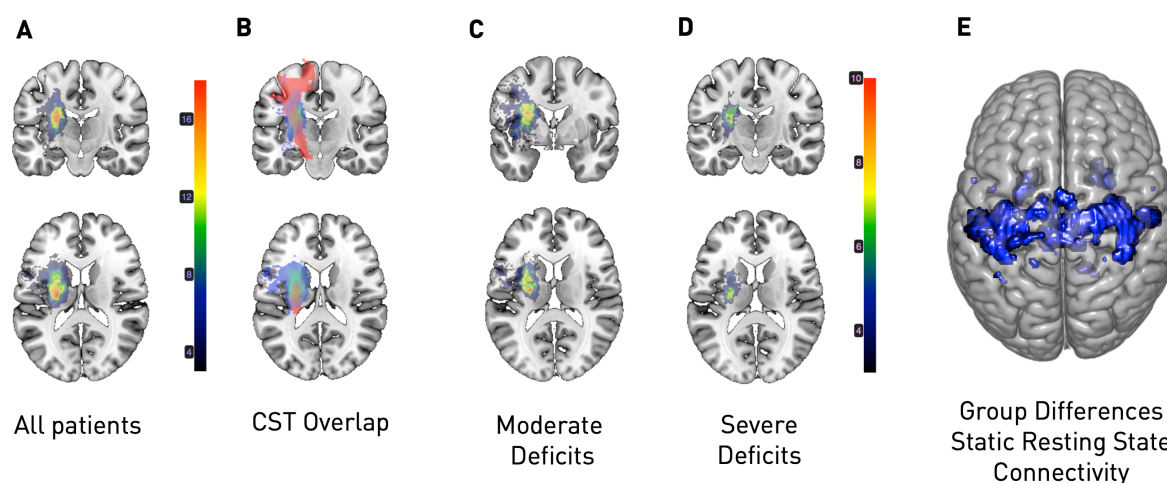 A
B
C
D
E
16
12
8
4
10
8
6
4
All patients
CST Overlap
Moderate
Deficits
Severe
Deficits
Group Differences
Static Resting State
Connectivity